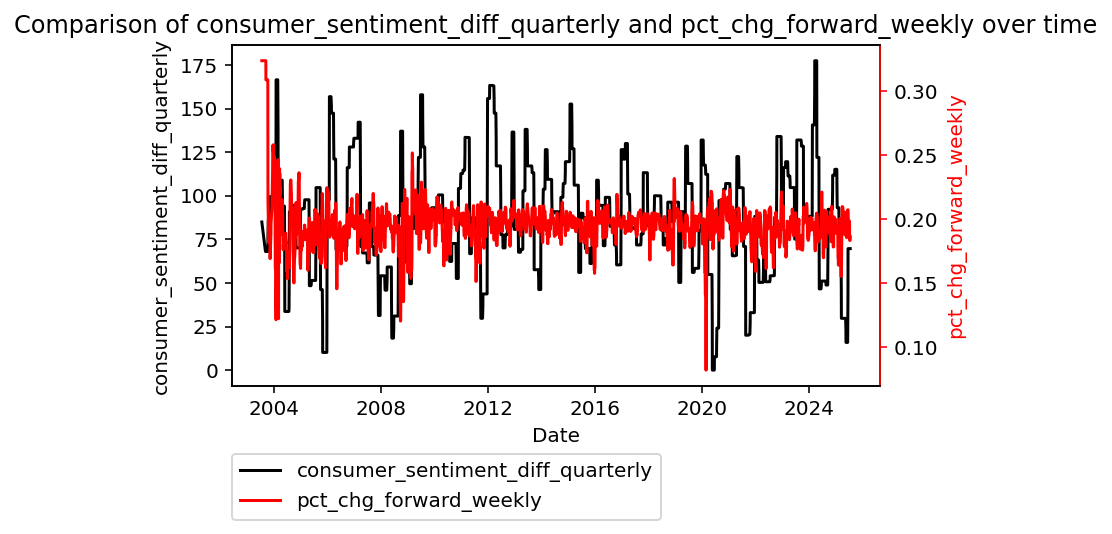 Comparison of consumer_sentiment_diff_quarterly and pct_chg_forward_weekly over time
consumer_sentiment_diff_quarterly
175
150
125
100
75
50
25
0
0.30
0.25
0.20
0.15
0.10
pct_chg_forward_weekly
2004 2008 2012 2016 2020 2024
Date
consumer_sentiment_diff_quarterly
pct_chg_forward_weekly